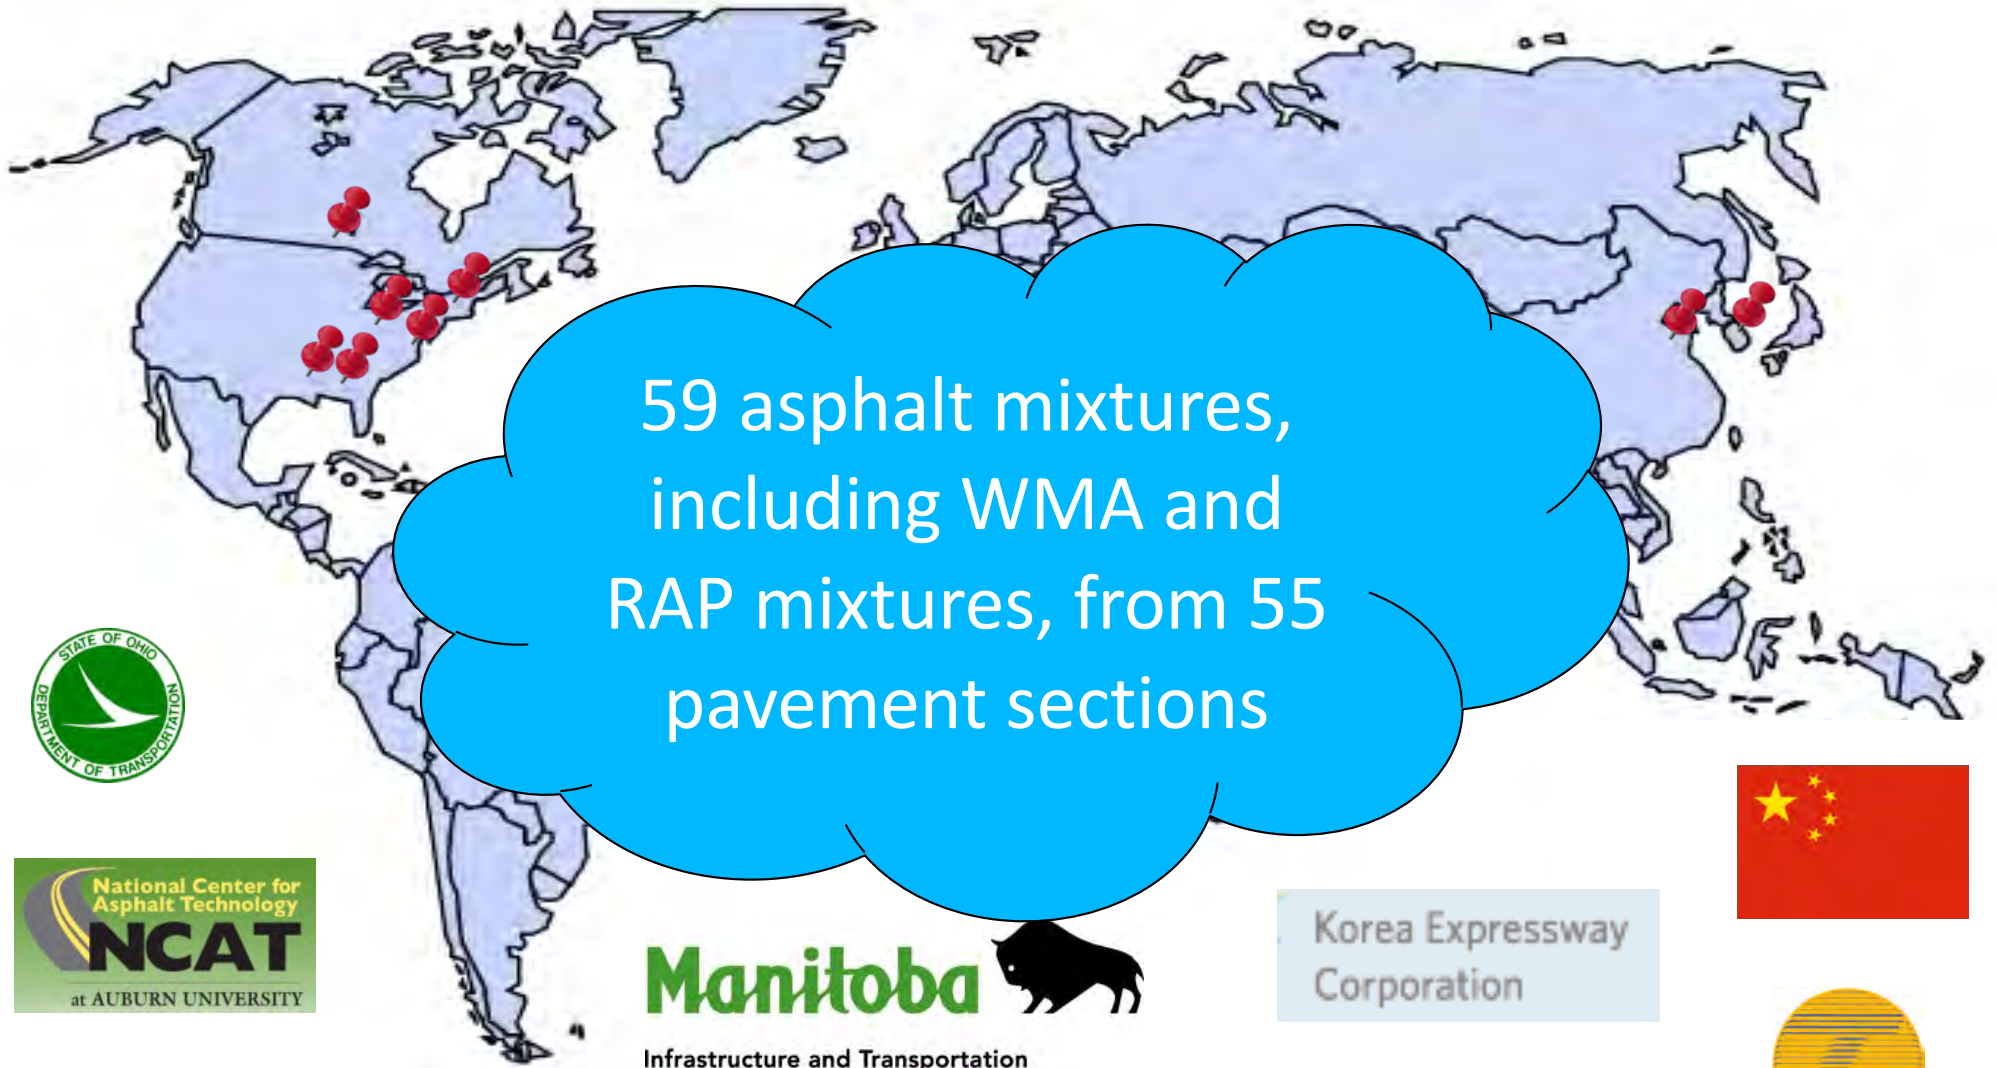 59 asphalt mixtures,
including WMA and
RAP mixtures, from 55
pavement sections
STATE OF OHIO
DEPARTMENT OF TRANSPORTATION
National Center for
Asphalt Technology
NCAT
at AUBURN UNIVERSITY
Manitoba
Infrastructure and Transportation
Korea Expressway
Corporation